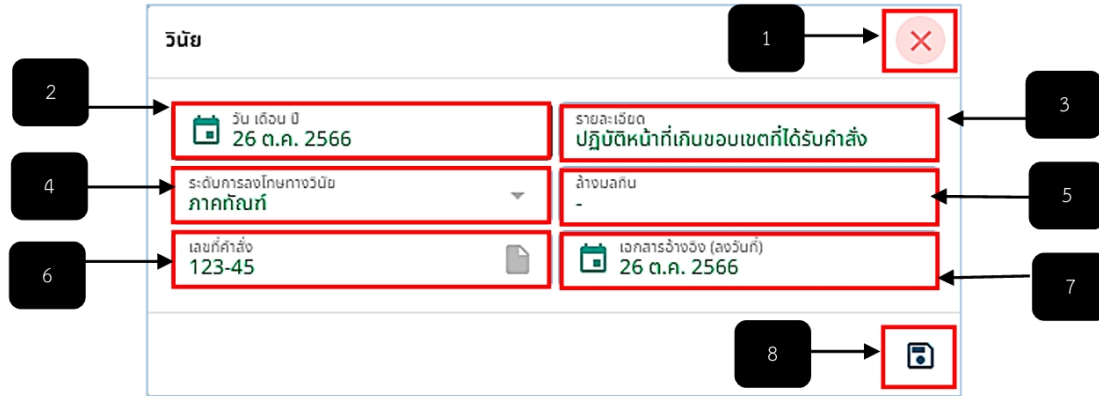 วินัย
1
2
วัน เดือน ปี
26 ต.ค. 2566
รายละเอียด
ปฏิบัติหน้าที่เกินขอบเขตที่ได้รับคำสั่ง
3
4
ระดับการลงโทษทางวินัย
ภาคทัณฑ์
ล้างมลทิน
-
5
6
เลขที่คำสั่ง
123-45
เอกสารอ้างอิง (ลงวันที่)
26 ต.ค. 2566
7
8